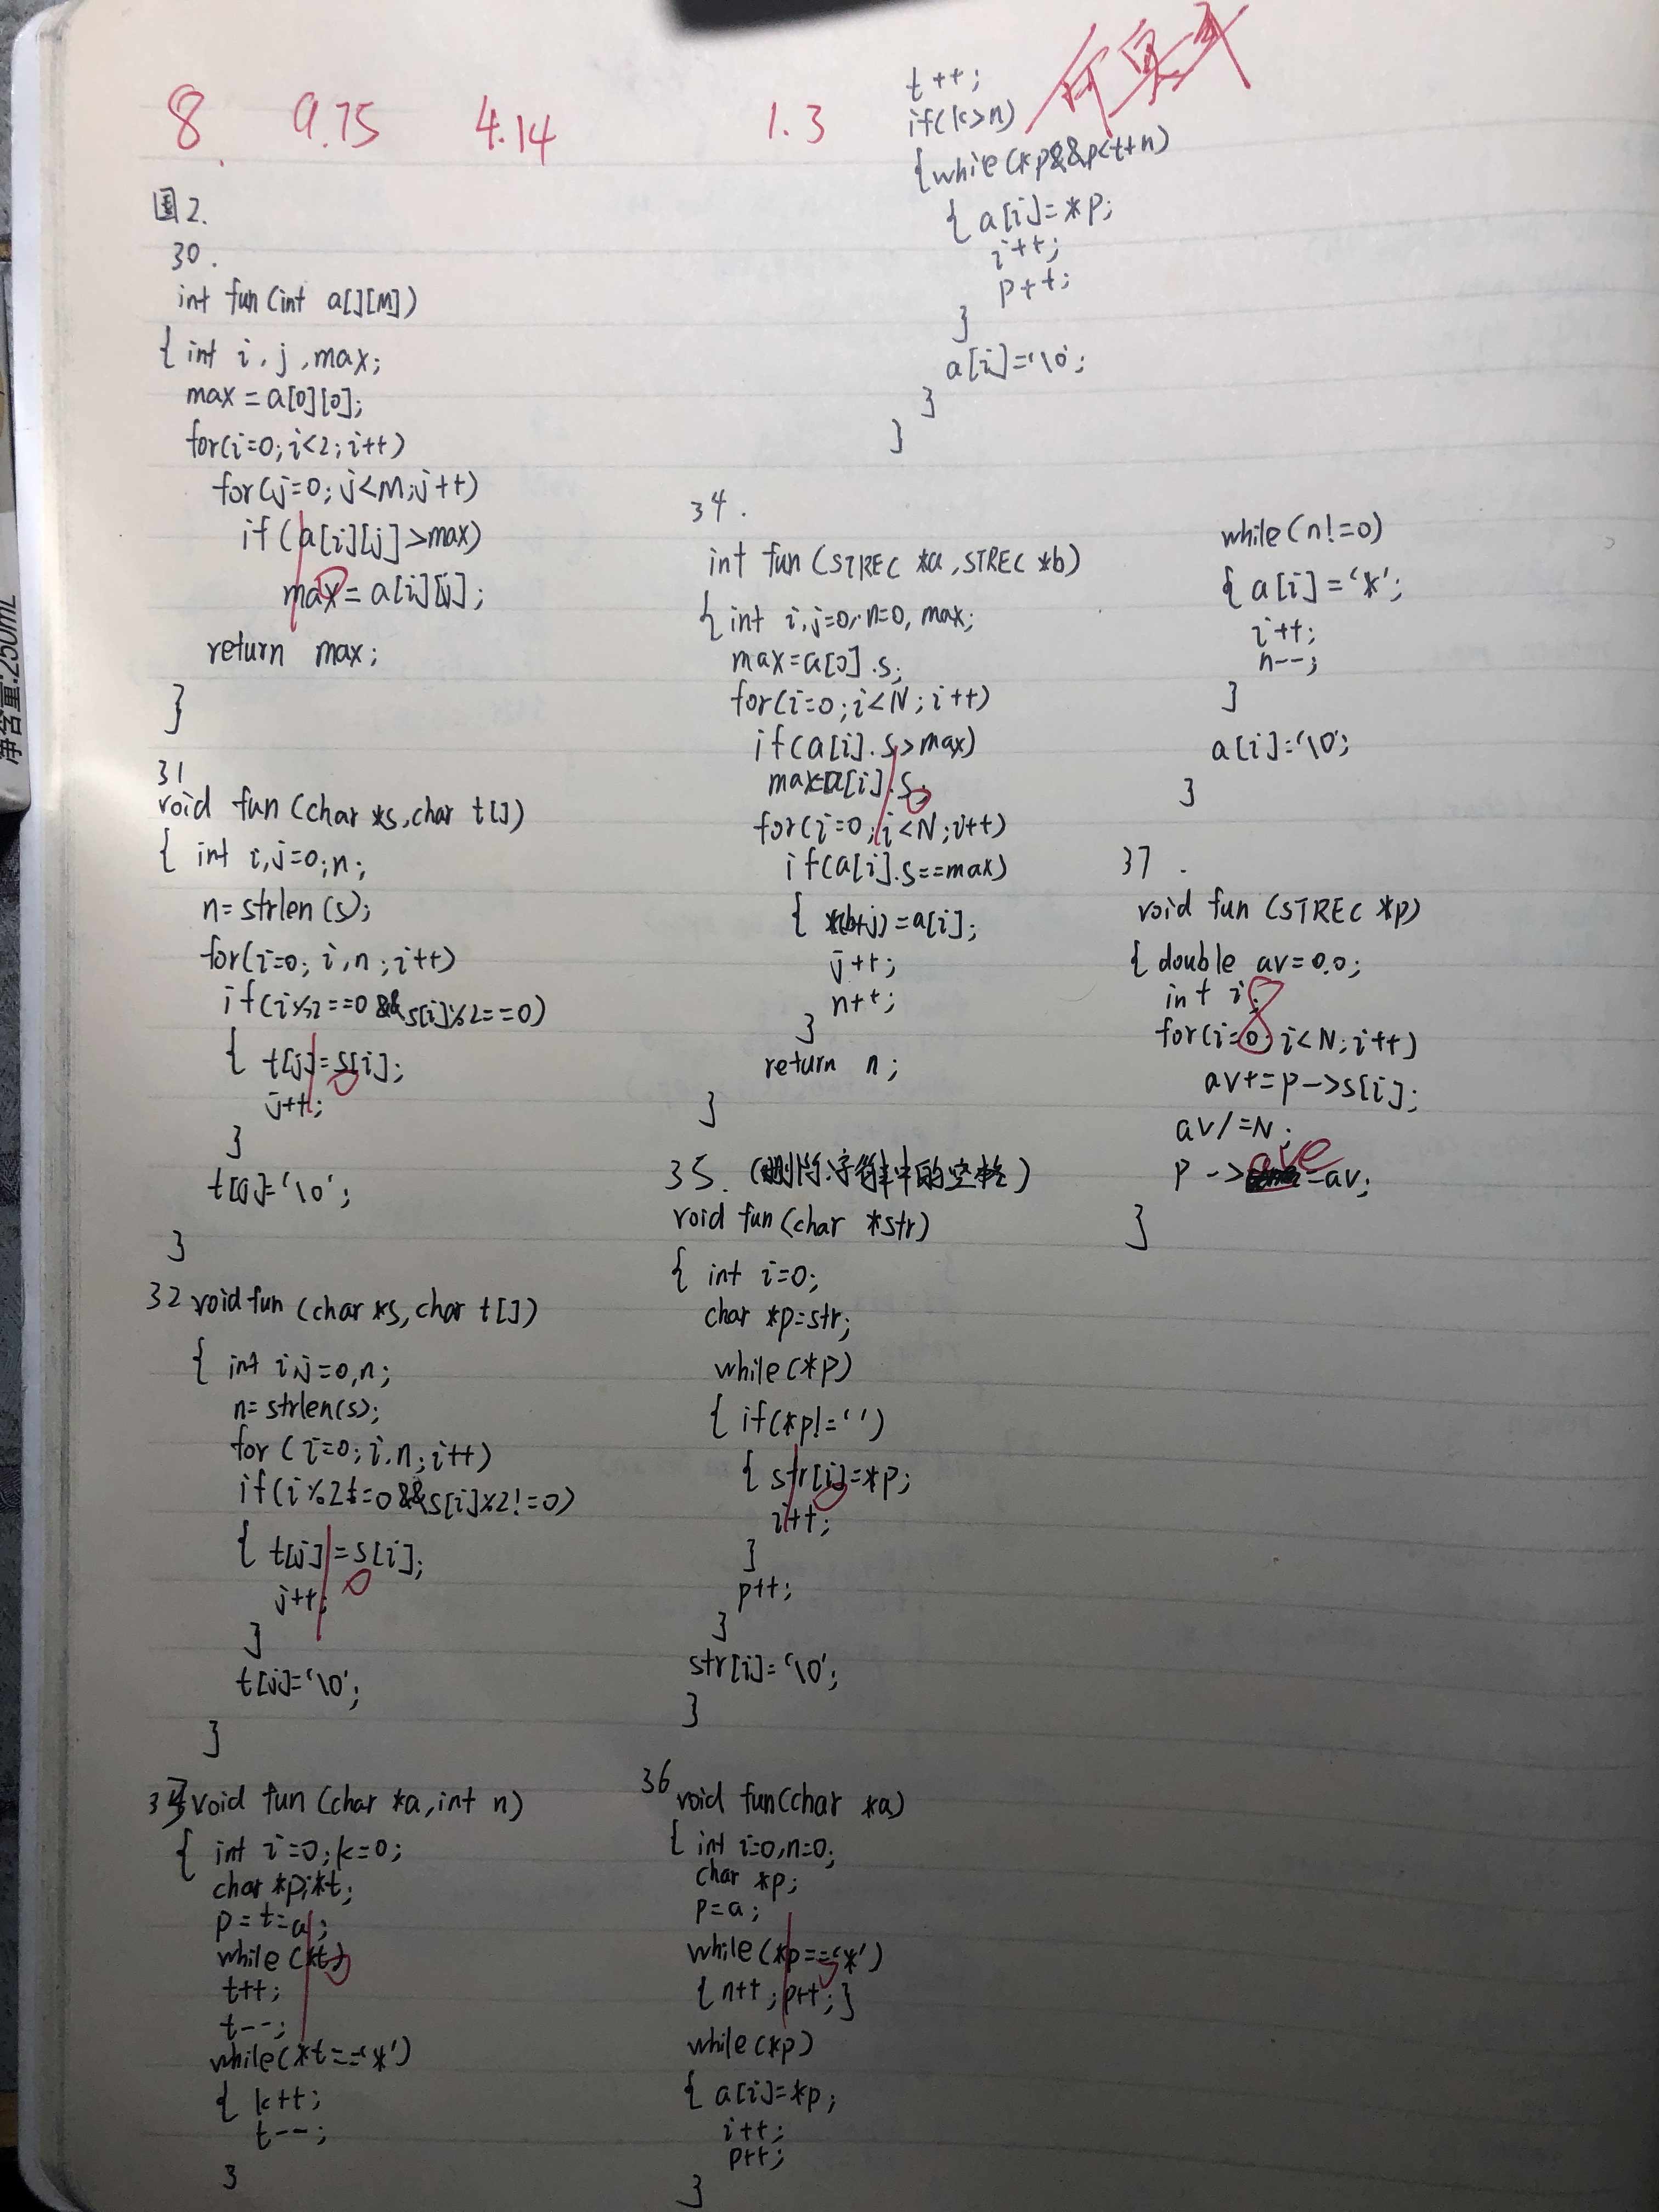 8. 9.75 4.14 1.3
图2.
30.
int fun(int a[][M])
{ int i, j, max;
max = a[0][0];
for(i=0; i<2; i++)
for(j=0; j<M; j++)
if (a[i][j]>max)
max = a[i][j];
return max;
}
31
void fun (char *s, char t[])
{ int i, j=0, n;
n= strlen(s);
for(i=0; i,n; i++)
if(i%2==0 && s[i]%2==0)
{ t[j]=s[i];
j++;
}
t[j]='\0';
}
32 void fun (char *s, char t[])
{ int i,j=0,n;
n= strlen(s);
for (i=0; i,n; i++)
if(i%2!=0&&s[i]%2!=0)
{ t[j]=s[i];
j++;
}
t[j]='\0';
}
33 void fun (char *a, int n)
{ int i=0, k=0;
char *p,*t;
p=t=a;
while (*t)
t++;
t--;
while(*t=='*')
{ k++;
t--;
}
t++;
if(k>n)
{while(*p&&p<t+n)
{ a[i]=*p;
i++;
p++;
}
a[i]='\0';
}
}
34.
int fun (STREC *a, STREC *b)
{ int i, j=0, n=0, max;
max=a[0].s;
for(i=0; i<N; i++)
if(a[i].s>max)
max=a[i].s;
for(i=0; i<N; i++)
if(a[i].s==max)
{ *(b+j)=a[i];
j++;
n++;
}
return n;
}
35. (删除字符串中的空格)
void fun (char *str)
{ int i=0;
char *p=str;
while(*p)
{ if(*p!=' ')
{ str[i]=*p;
i++;
}
p++;
}
str[i]='\0';
}
36 void fun(char *a)
{ int i=0,n=0;
char *p;
p=a;
while(*p=='*')
{ n++; p++; }
while(*p)
{ a[i]=*p;
i++;
p++;
}
while(n!=0)
{ a[i]='*';
i++;
n--;
}
a[i]='\0';
}
37.
void fun (STREC *p)
{ double av=0.0;
int i;
for(i=0; i<N; i++)
av+=p->s[i];
av/=N;
p->ave=av;
}
净含量:250mL